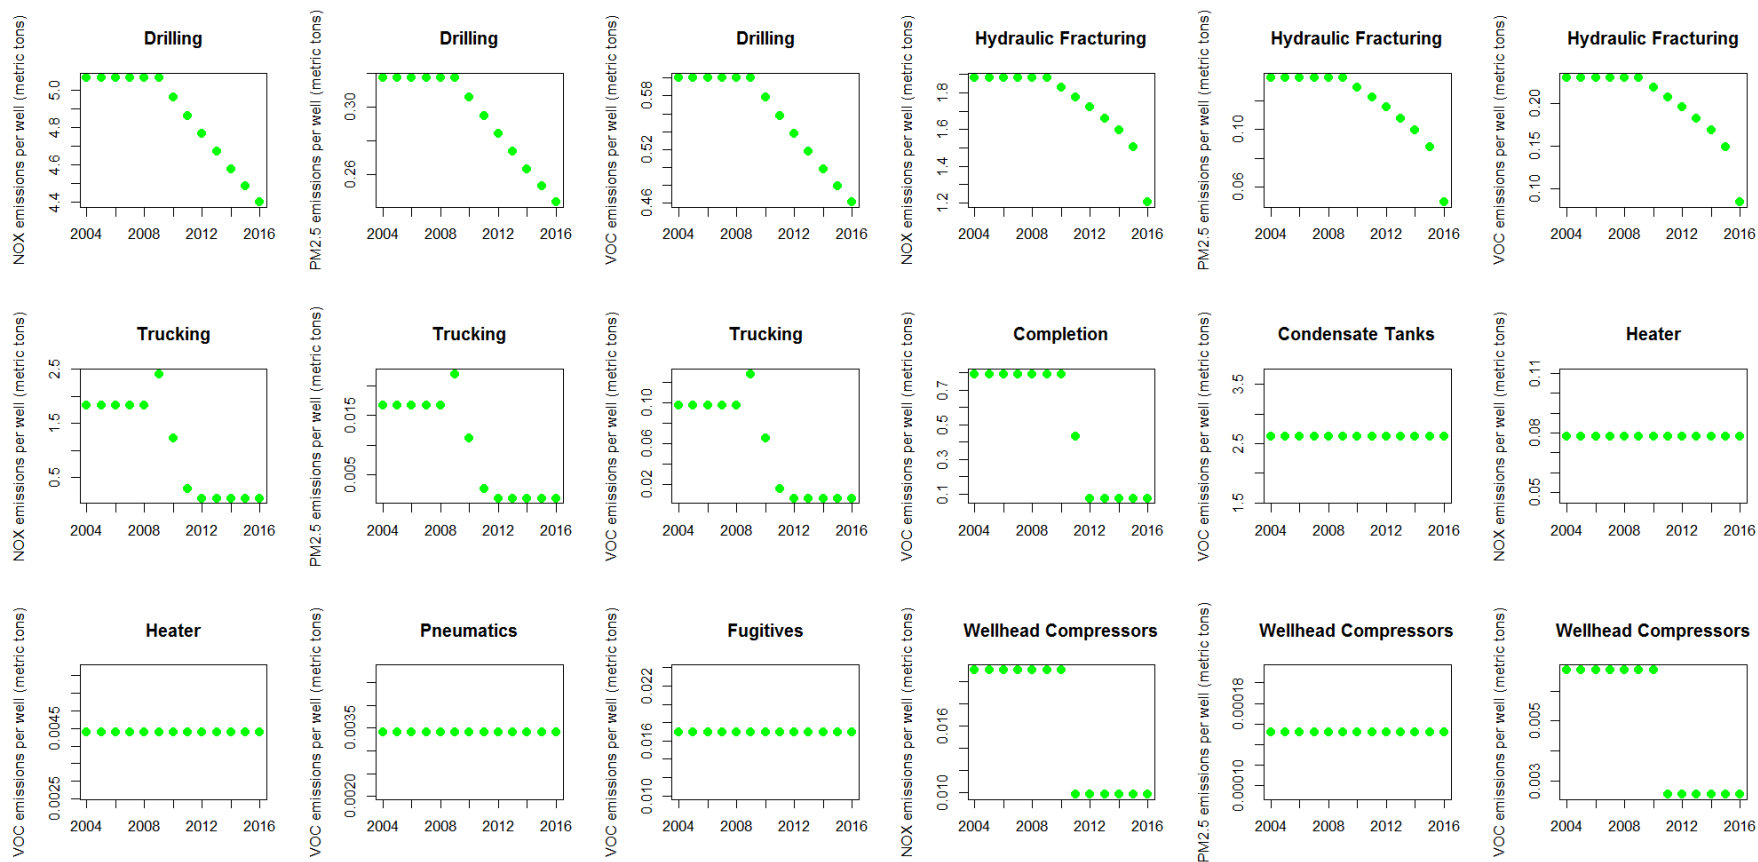 Drilling
NOX emissions per well (metric tons)
4.4 4.6 4.8 5.0
2004 2008 2012 2016
Drilling
PM2.5 emissions per well (metric tons)
0.26 0.30
2004 2008 2012 2016
Drilling
VOC emissions per well (metric tons)
0.46 0.52 0.58
2004 2008 2012 2016
Hydraulic Fracturing
NOX emissions per well (metric tons)
1.2 1.4 1.6 1.8
2004 2008 2012 2016
Hydraulic Fracturing
PM2.5 emissions per well (metric tons)
0.06 0.10
2004 2008 2012 2016
Hydraulic Fracturing
VOC emissions per well (metric tons)
0.10 0.15 0.20
2004 2008 2012 2016
Trucking
NOX emissions per well (metric tons)
0.5 1.5 2.5
2004 2008 2012 2016
Trucking
PM2.5 emissions per well (metric tons)
0.005 0.015
2004 2008 2012 2016
Trucking
VOC emissions per well (metric tons)
0.02 0.06 0.10
2004 2008 2012 2016
Completion
VOC emissions per well (metric tons)
0.1 0.3 0.5 0.7
2004 2008 2012 2016
Condensate Tanks
VOC emissions per well (metric tons)
1.5 2.5 3.5
2004 2008 2012 2016
Heater
NOX emissions per well (metric tons)
0.05 0.08 0.11
2004 2008 2012 2016
Heater
VOC emissions per well (metric tons)
0.0025 0.0045
2004 2008 2012 2016
Pneumatics
VOC emissions per well (metric tons)
0.0020 0.0035
2004 2008 2012 2016
Fugitives
VOC emissions per well (metric tons)
0.010 0.016 0.022
2004 2008 2012 2016
Wellhead Compressors
NOX emissions per well (metric tons)
0.010 0.016
2004 2008 2012 2016
Wellhead Compressors
PM2.5 emissions per well (metric tons)
0.00010 0.00018
2004 2008 2012 2016
Wellhead Compressors
VOC emissions per well (metric tons)
0.003 0.005
2004 2008 2012 2016